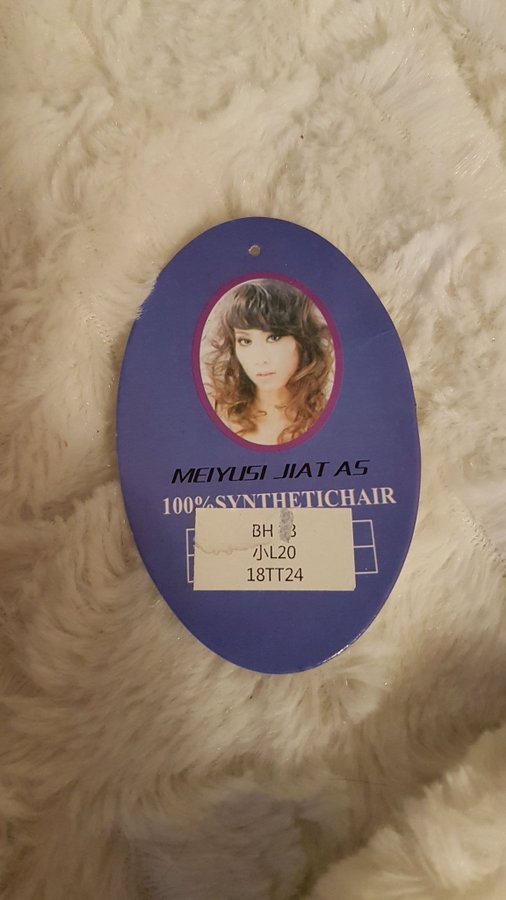 MEIYUSI JIAT AS
100%SYNTHETICHAIR
BH
小L20
18TT24